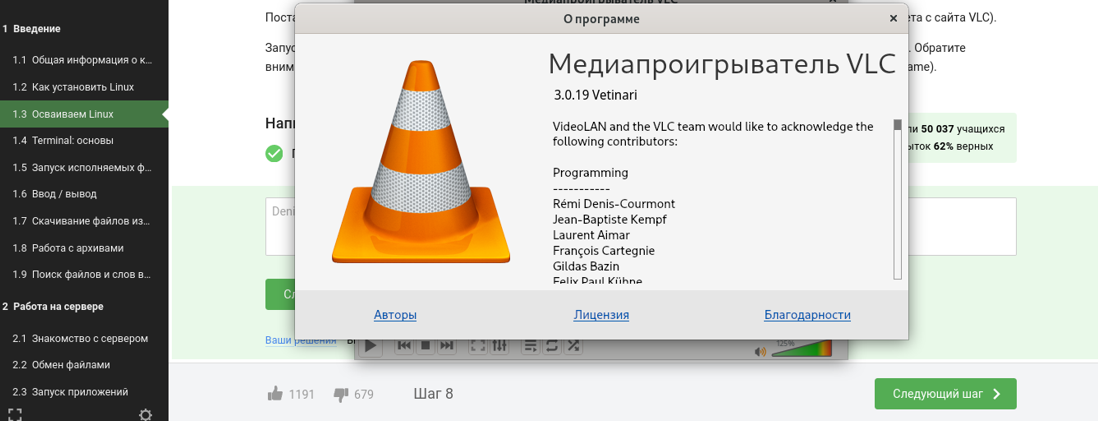 1 Введение
1.1 Общая информация о к...
1.2 Как установить Linux
1.3 Осваиваем Linux
1.4 Terminal: основы
1.5 Запуск исполняемых ф...
1.6 Ввод / вывод
1.7 Скачивание файлов из...
1.8 Работа с архивами
1.9 Поиск файлов и слов в...
2 Работа на сервере
2.1 Знакомство с сервером
2.2 Обмен файлами
2.3 Запуск приложений
та с сайта VLC).
Обратите
ame).
50 037 учащихся
62% верных
О программе
Медиапроигрыватель VLC
3.0.19 Vetinari
VideoLAN and the VLC team would like to acknowledge the
following contributors:
Programming
-----------
Rémi Denis-Courmont
Jean-Baptiste Kempf
Laurent Aimar
François Cartegnie
Gildas Bazin
Felix Paul Kühne
Авторы
Лицензия
Благодарности
Ваши решения
125%
1191
679
Шаг 8
Следующий шаг